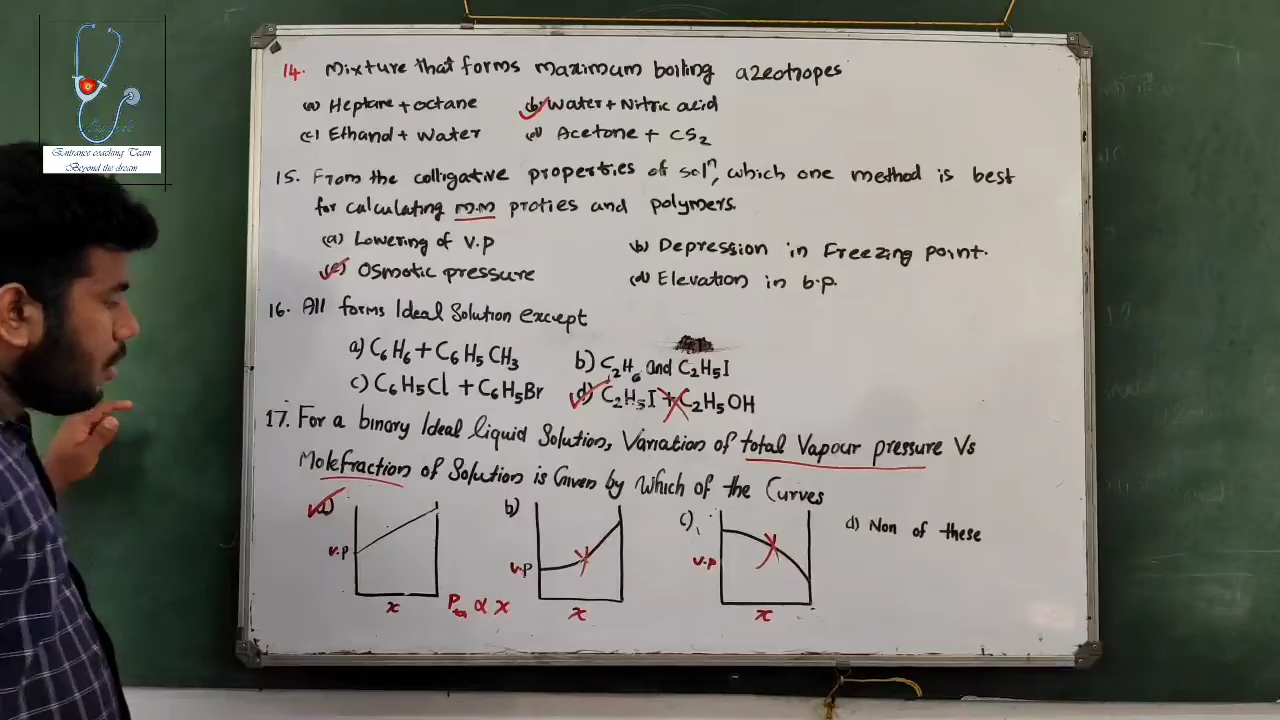 Entrance coaching Team
Beyond the dream
14. Mixture that forms maximum boiling azeotropes
(a) Heptane + octane (b) Water + Nitric acid
(c) Ethanol + Water (d) Acetone + CS₂
15. From the colligative properties of solⁿ, which one method is best
for calculating M.M proties and polymers.
(a) Lowering of V.P (b) Depression in Freezing point.
(c) Osmotic pressure (d) Elevation in b.p.
16. All forms Ideal Solution except
a) C₆H₆ + C₆H₅CH₃ b) C₂H₆ and C₂H₅I
c) C₆H₅Cl + C₆H₅Br d) C₂H₅I + C₂H₅OH
17. For a binary Ideal liquid Solution, Variation of total Vapour pressure Vs
Molefraction of Solution is Given by Which of the Curves
a) b) c) d) Non of these
V.P V.P V.P
x x x
∝ x